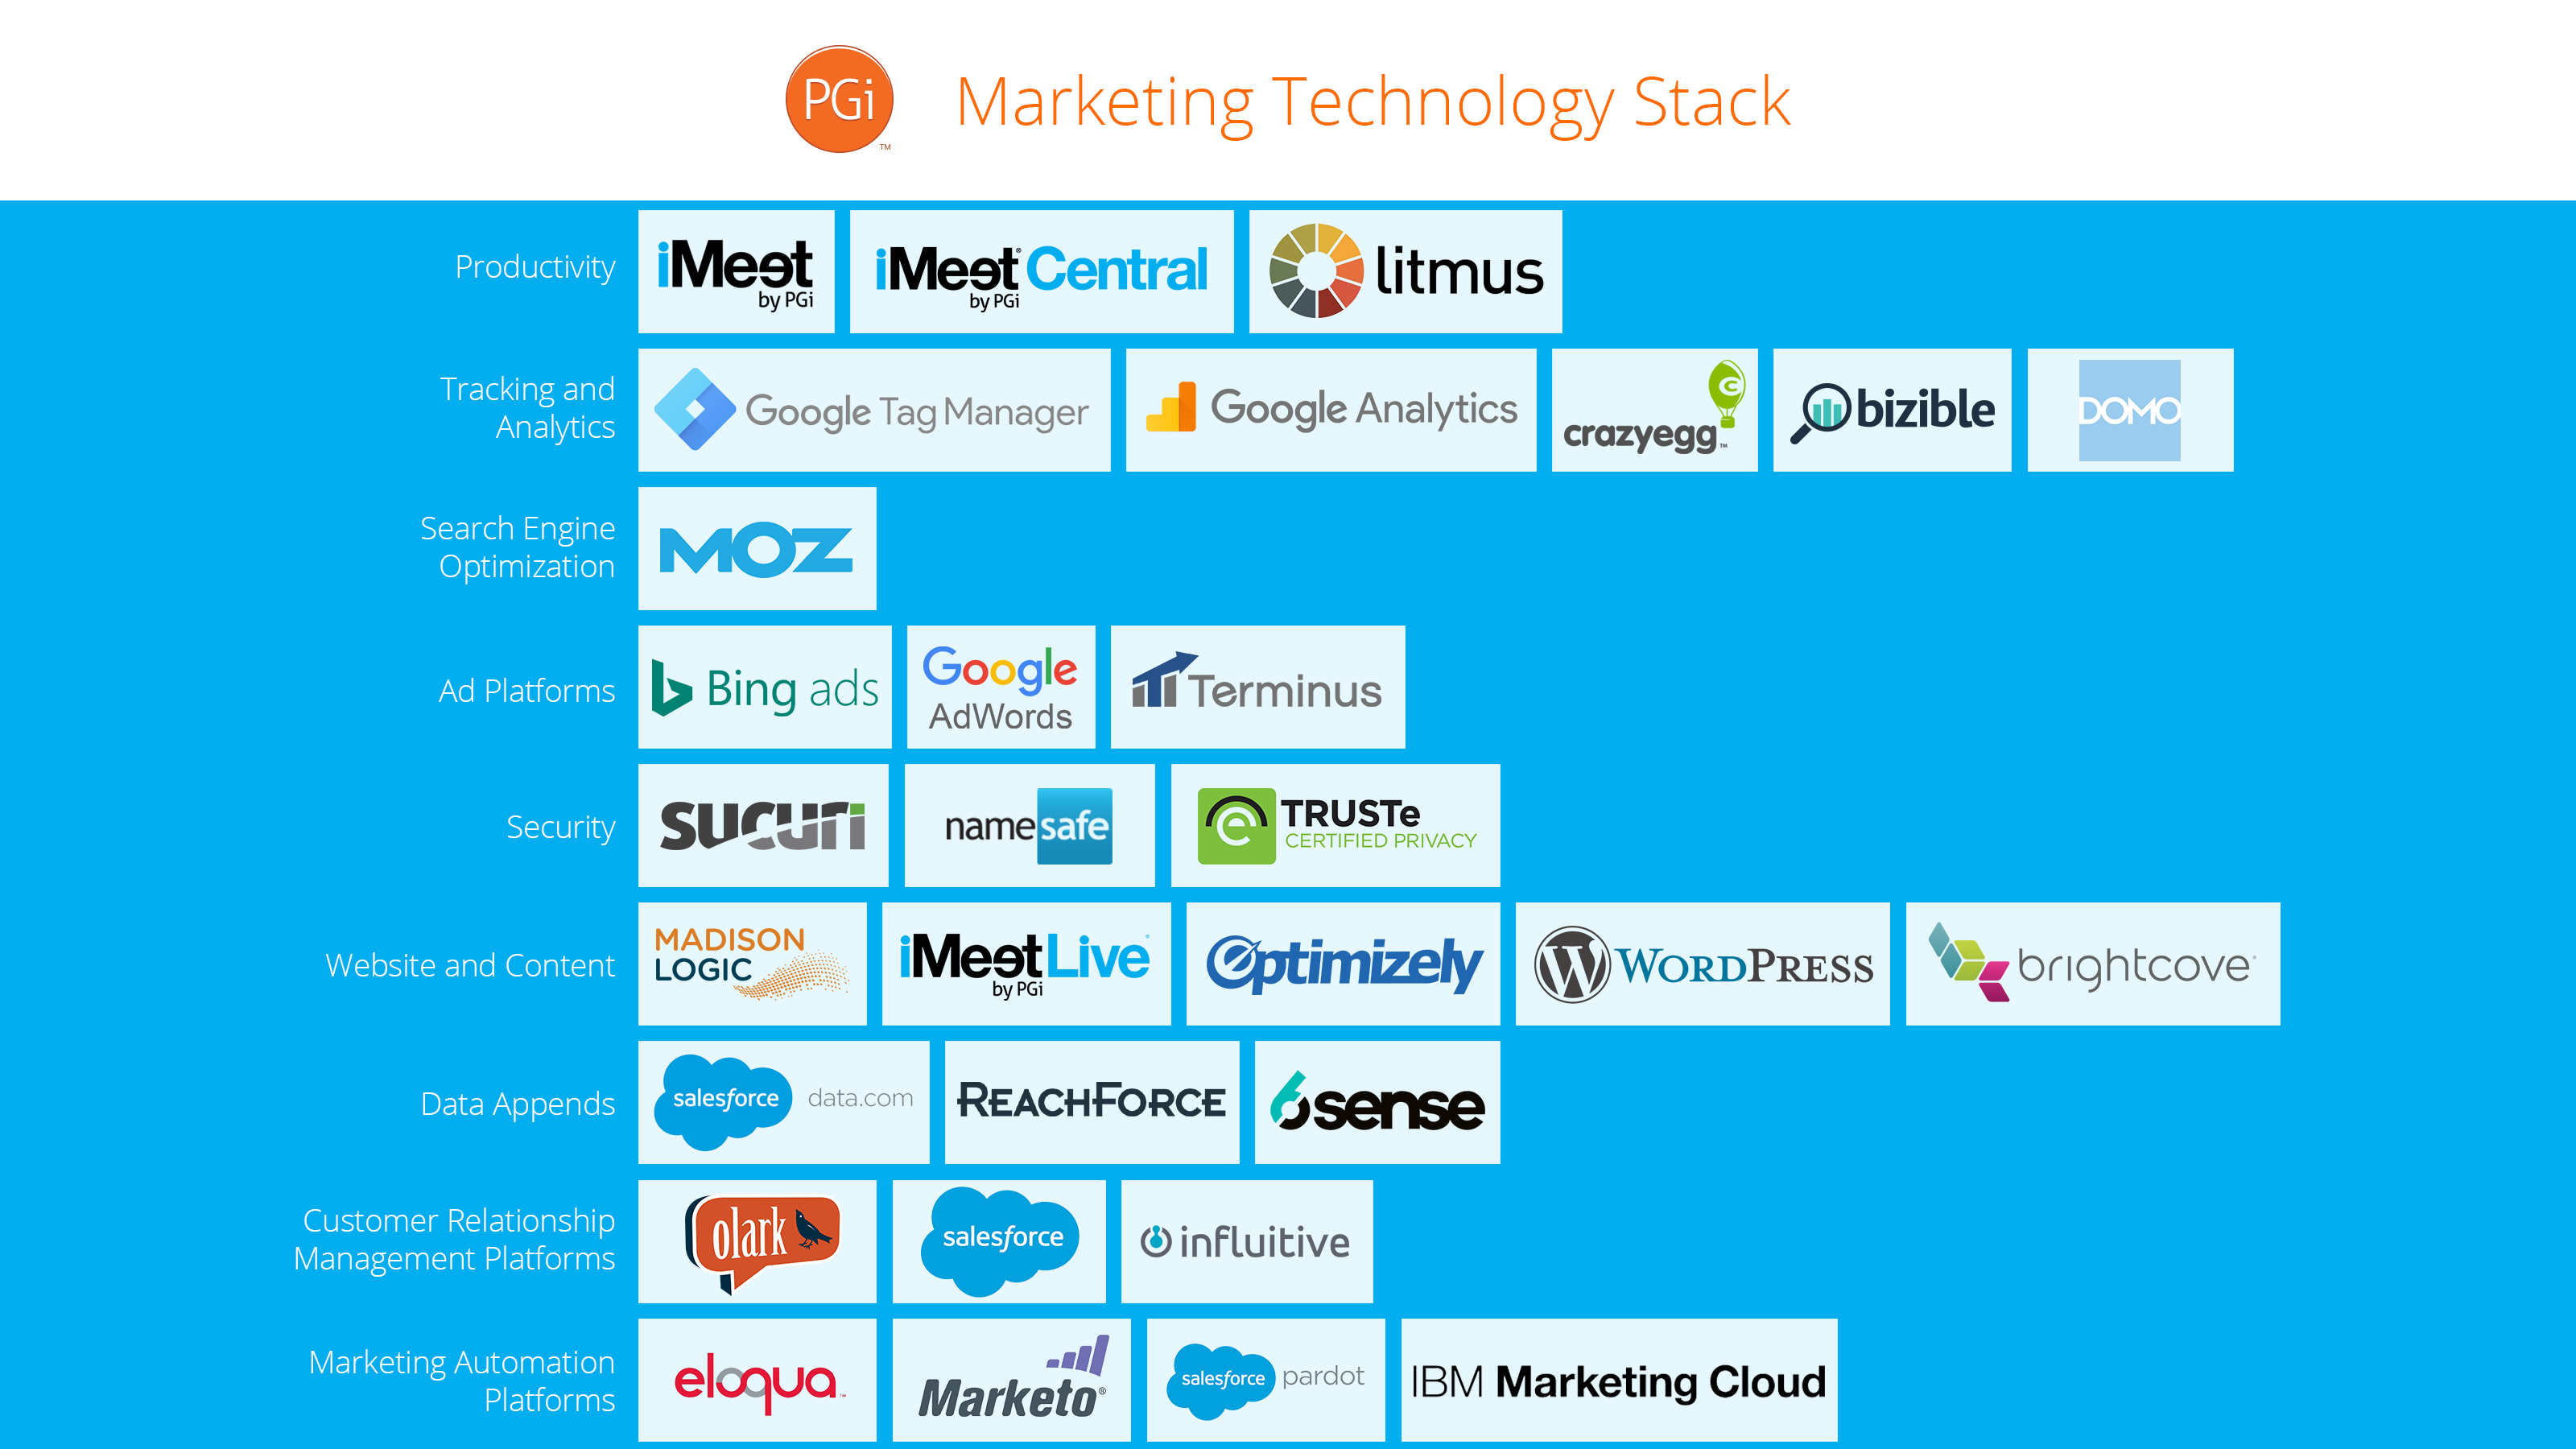 PGi
TM
Marketing Technology Stack
Productivity
iMeet
by PGi
iMeet® Central
by PGi
litmus
Tracking and
Analytics
Google Tag Manager
Google Analytics
crazyegg™
bizible
DOMO
Search Engine
Optimization
MOZ
Ad Platforms
Bing ads
Google
AdWords
Terminus
Security
sucuri
namesafe
TRUSTe
CERTIFIED PRIVACY
Website and Content
MADISON
LOGIC
iMeetLive®
by PGi
Optimizely
WORDPRESS
brightcove®
Data Appends
salesforce data.com
REACHFORCE
6sense
Customer Relationship
Management Platforms
olark
salesforce
influitive
Marketing Automation
Platforms
eloqua™
Marketo®
salesforce pardot
IBM Marketing Cloud